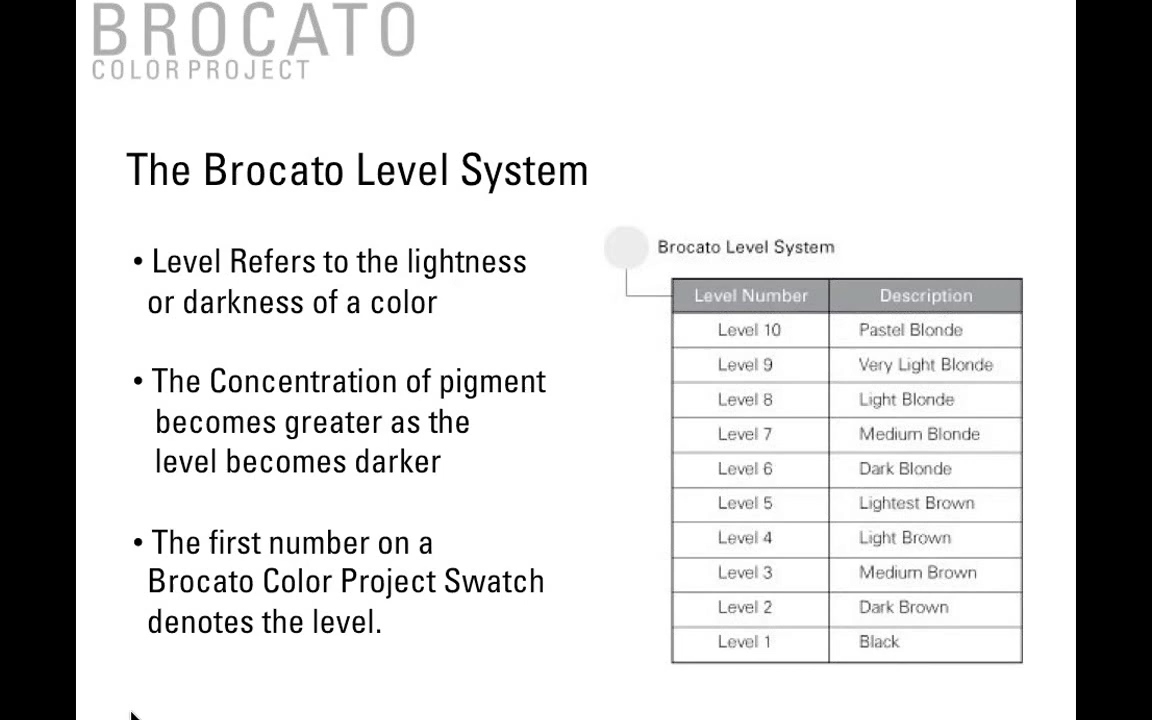 BROCATO
COLOR PROJECT
The Brocato Level System
• Level Refers to the lightness
or darkness of a color
• The Concentration of pigment
becomes greater as the
level becomes darker
• The first number on a
Brocato Color Project Swatch
denotes the level.
Brocato Level System
Level Number Description
Level 10 Pastel Blonde
Level 9 Very Light Blonde
Level 8 Light Blonde
Level 7 Medium Blonde
Level 6 Dark Blonde
Level 5 Lightest Brown
Level 4 Light Brown
Level 3 Medium Brown
Level 2 Dark Brown
Level 1 Black